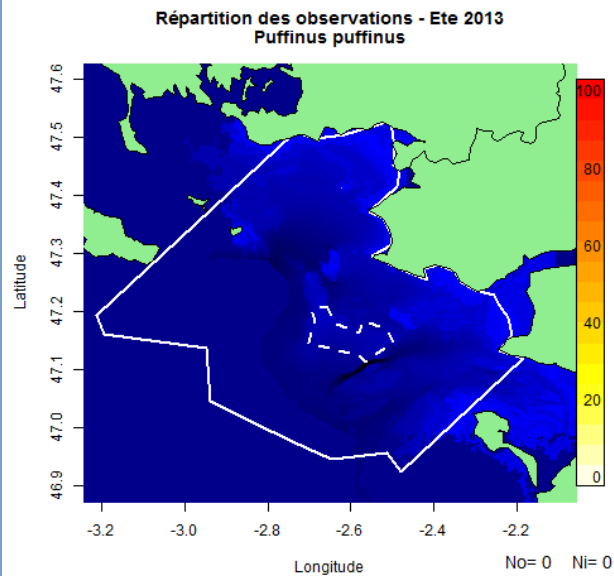 Répartition des observations - Ete 2013
Puffinus puffinus
Latitude
47.6
47.5
47.4
47.3
47.2
47.1
47.0
46.9
-3.2 -3.0 -2.8 -2.6 -2.4 -2.2
Longitude
100
80
60
40
20
0
No= 0 Ni= 0